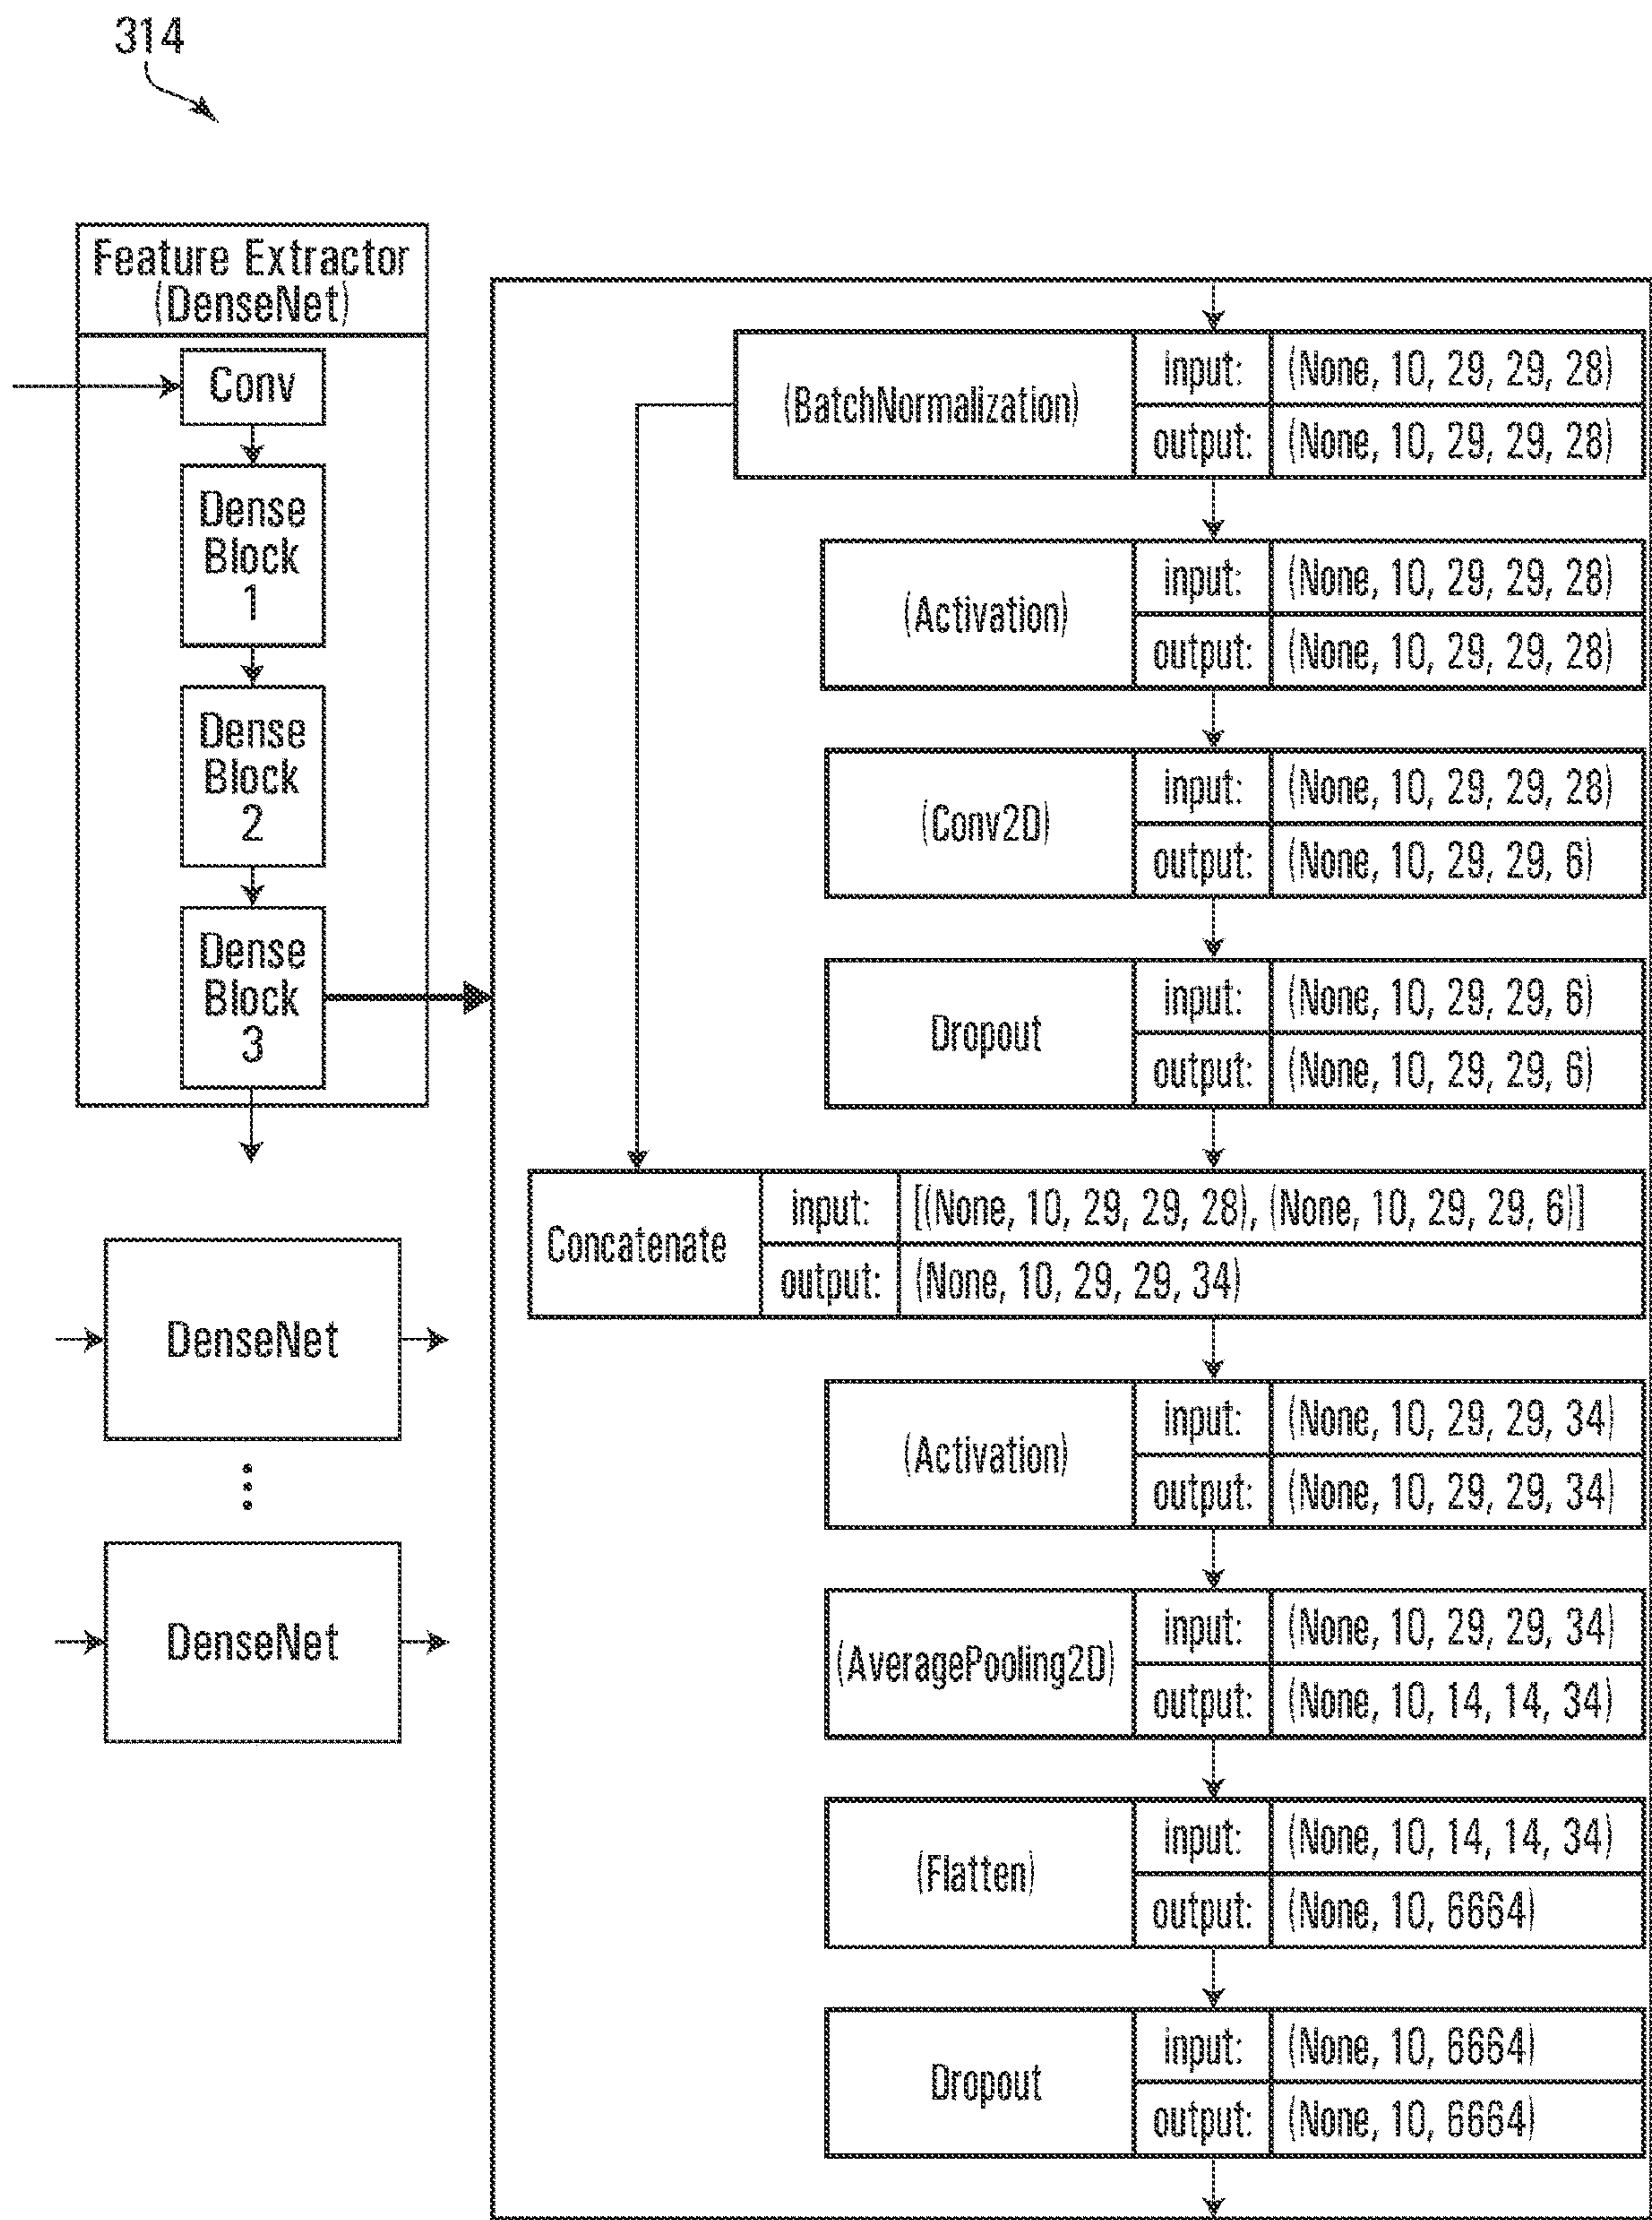 314
Feature Extractor
(DenseNet)
Conv
Dense
Block
1
Dense
Block
2
Dense
Block
3
DenseNet
DenseNet
(BatchNormalization)
input: (None, 10, 29, 29, 28)
output: (None, 10, 29, 29, 28)
(Activation)
input: (None, 10, 29, 29, 28)
output: (None, 10, 29, 29, 28)
(Conv2D)
input: (None, 10, 29, 29, 28)
output: (None, 10, 29, 29, 6)
Dropout
input: (None, 10, 29, 29, 6)
output: (None, 10, 29, 29, 6)
Concatenate
input: [(None, 10, 29, 29, 28), (None, 10, 29, 29, 6)]
output: (None, 10, 29, 29, 34)
(Activation)
input: (None, 10, 29, 29, 34)
output: (None, 10, 29, 29, 34)
(AveragePooling2D)
input: (None, 10, 29, 29, 34)
output: (None, 10, 14, 14, 34)
(Flatten)
input: (None, 10, 14, 14, 34)
output: (None, 10, 6664)
Dropout
input: (None, 10, 6664)
output: (None, 10, 6664)